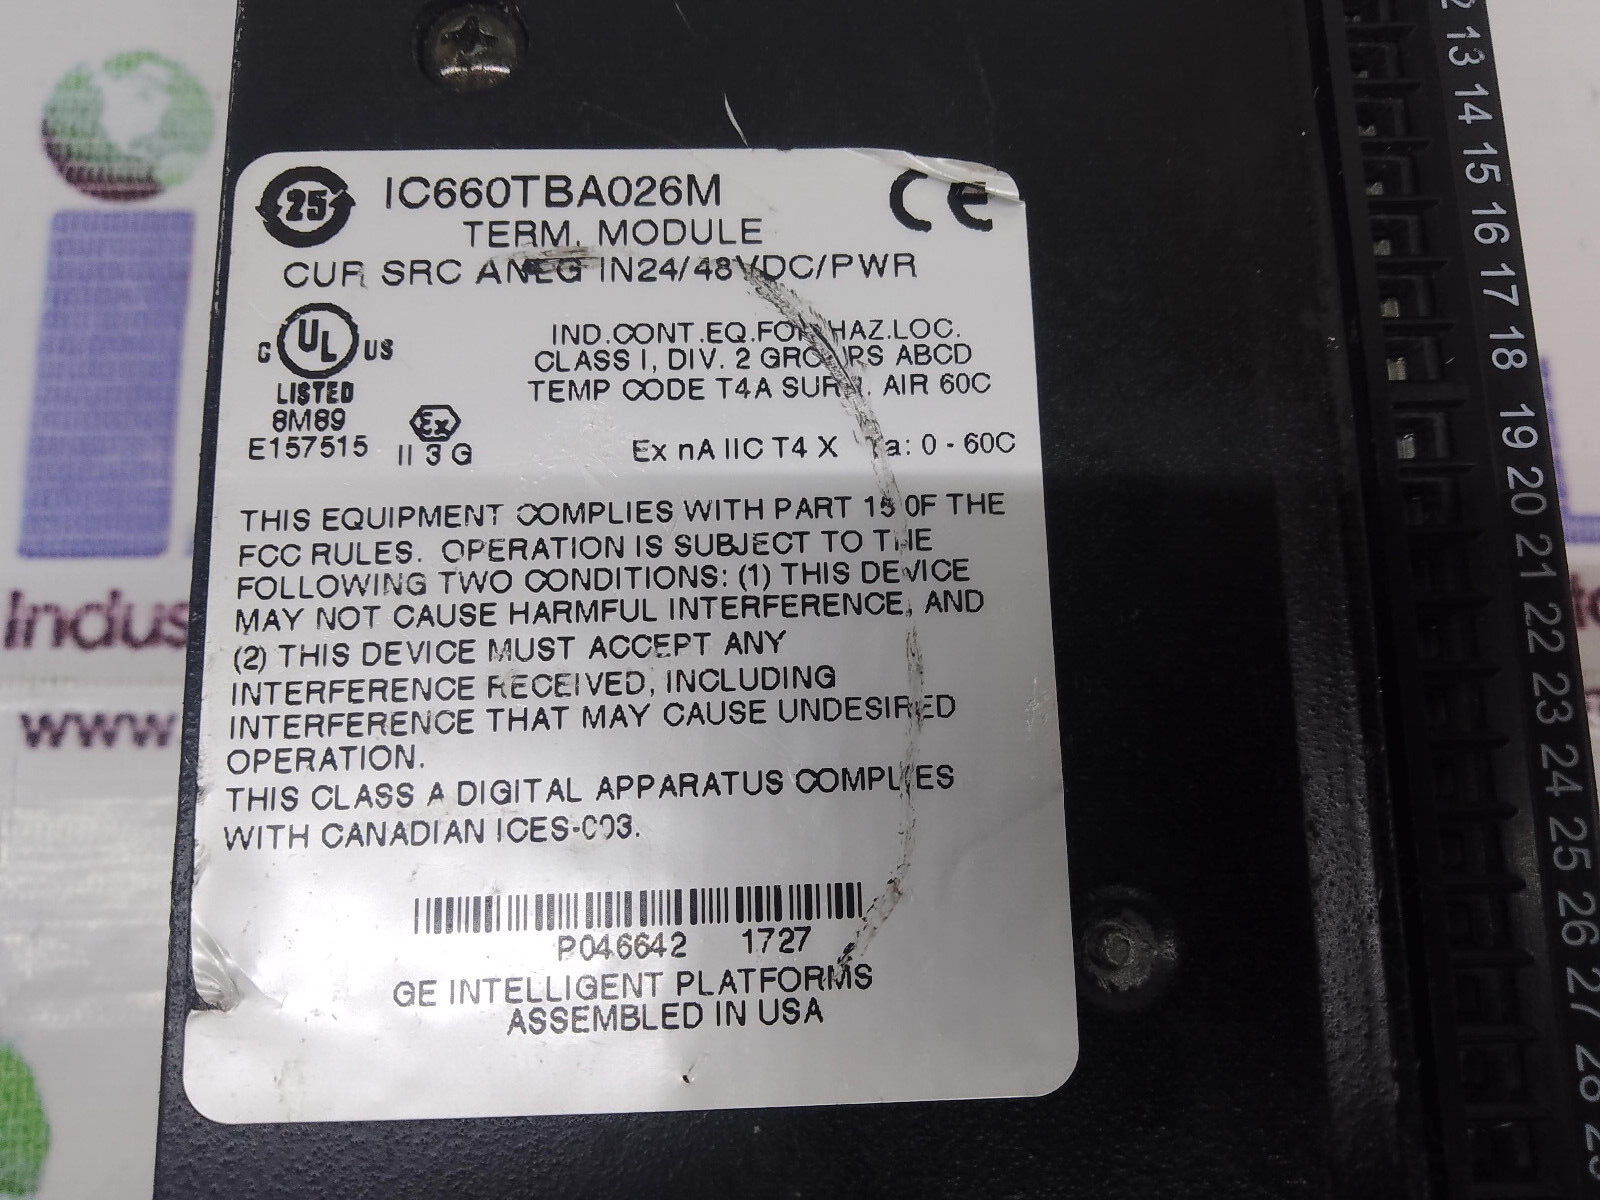 25
IC660TBA026M
CE
TERM. MODULE
CUR SRC ANLG IN24/48VDC/PWR
C UL US
LISTED
8M89
E157515
Ex
II 3 G
IND.CONT.EQ.FOR HAZ.LOC.
CLASS I, DIV. 2 GROUPS ABCD
TEMP CODE T4A SURR. AIR 60C
Ex nA IIC T4 X Ta: 0 - 60C
THIS EQUIPMENT COMPLIES WITH PART 15 OF THE
FCC RULES. OPERATION IS SUBJECT TO THE
FOLLOWING TWO CONDITIONS: (1) THIS DEVICE
MAY NOT CAUSE HARMFUL INTERFERENCE, AND
(2) THIS DEVICE MUST ACCEPT ANY
INTERFERENCE RECEIVED, INCLUDING
INTERFERENCE THAT MAY CAUSE UNDESIRED
OPERATION.
THIS CLASS A DIGITAL APPARATUS COMPLIES
WITH CANADIAN ICES-003.
P046642 1727
GE INTELLIGENT PLATFORMS
ASSEMBLED IN USA
13 14 15 16 17 18 19 20 21 22 23 24 25 26 27 28
Indus
www